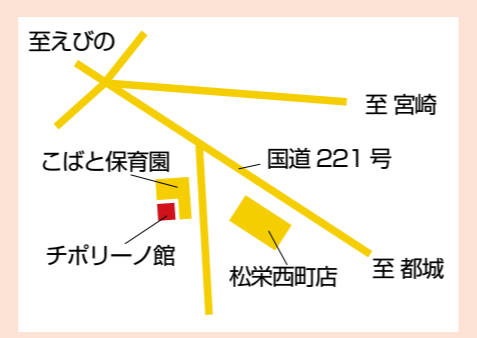 至えびの
至 宮崎
国道 221 号
こばと保育園
チポリーノ館
松栄西町店
至 都城